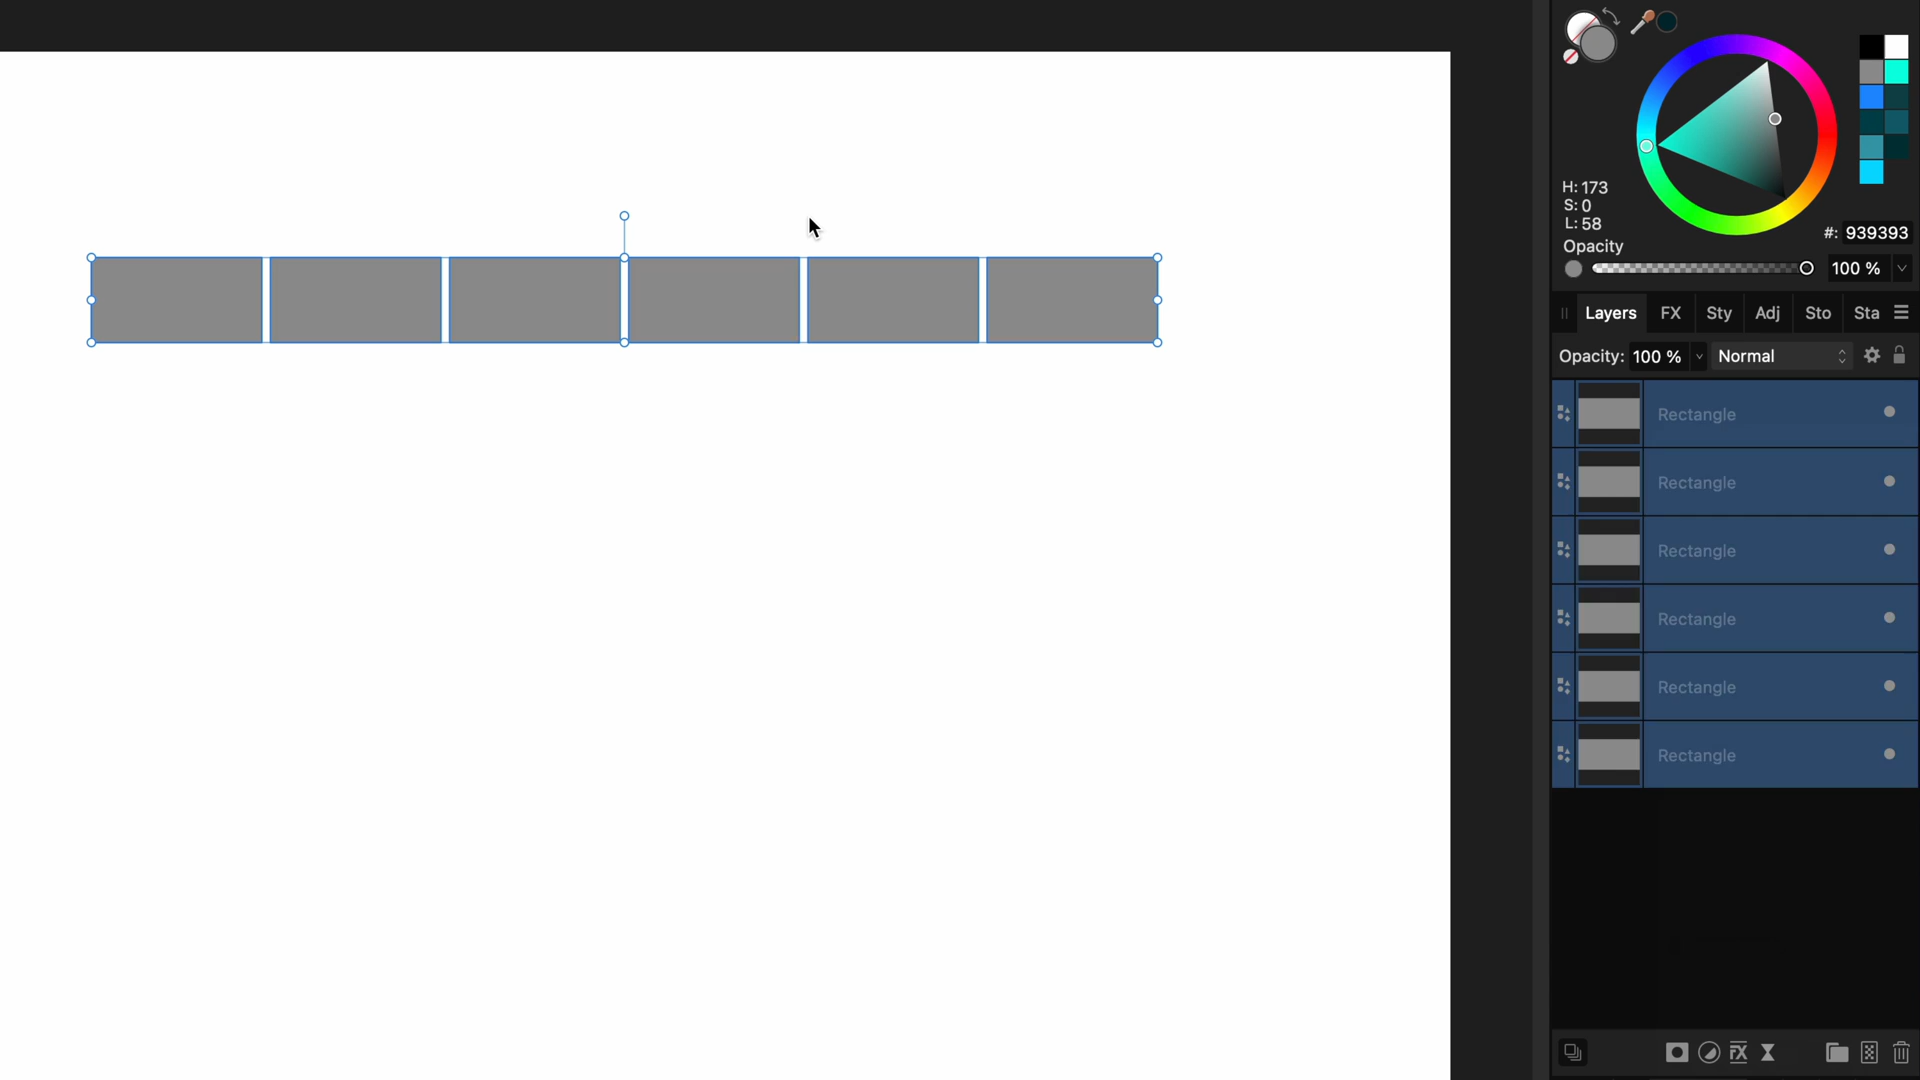 H: 173
S: 0
L: 58
#: 939393
Opacity
100 %
Layers FX Sty Adj Sto Sta
Opacity: 100 % Normal
Rectangle
Rectangle
Rectangle
Rectangle
Rectangle
Rectangle
FX